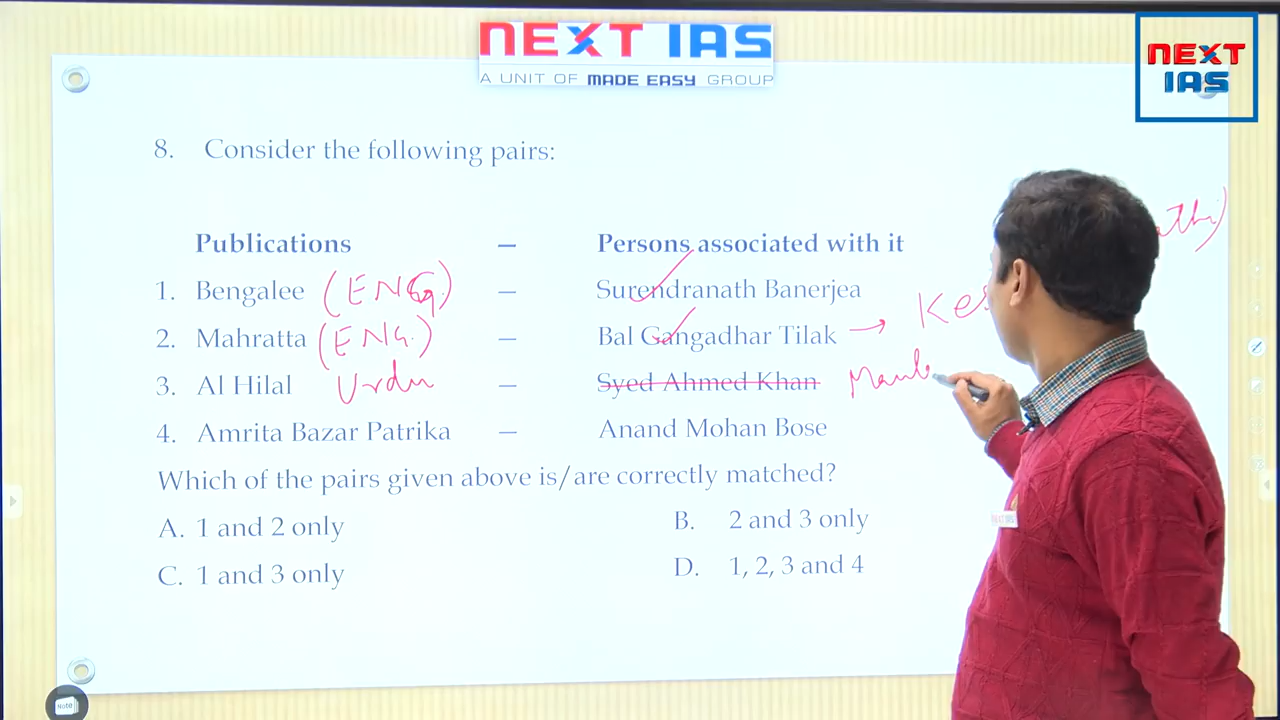 NEXT IAS
A UNIT OF MADE EASY GROUP
NEXT
IAS
8. Consider the following pairs:
Publications – Persons associated with it
1. Bengalee (ENG.) – Surendranath Banerjea
2. Mahratta (ENG.) – Bal Gangadhar Tilak → Kes
3. Al Hilal Urdu – Syed Ahmed Khan Maul
4. Amrita Bazar Patrika – Anand Mohan Bose
Which of the pairs given above is/are correctly matched?
A. 1 and 2 only B. 2 and 3 only
C. 1 and 3 only D. 1, 2, 3 and 4